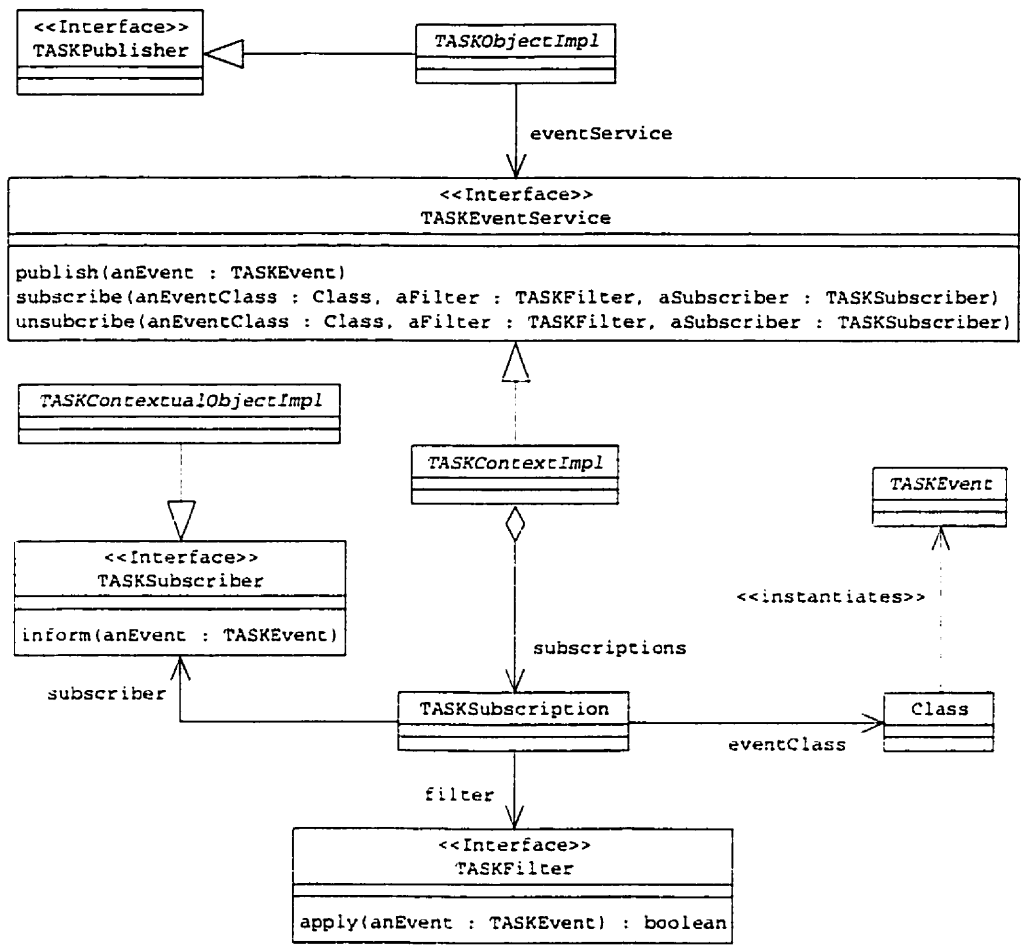 <<Interface>>
TASKPublisher
TASKObjectImpl
eventService
<<Interface>>
TASKEventService
publish(anEvent : TASKEvent)
subscribe(anEventClass : Class, aFilter : TASKFilter, aSubscriber : TASKSubscriber)
unsubcribe(anEventClass : Class, aFilter : TASKFilter, aSubscriber : TASKSubscriber)
TASKContextualObjectImpl
TASKContextImpl
TASKEvent
<<Interface>>
TASKSubscriber
inform(anEvent : TASKEvent)
<<instantiates>>
subscriptions
subscriber
TASKSubscription
Class
eventClass
filter
<<Interface>>
TASKFilter
apply(anEvent : TASKEvent) : boolean